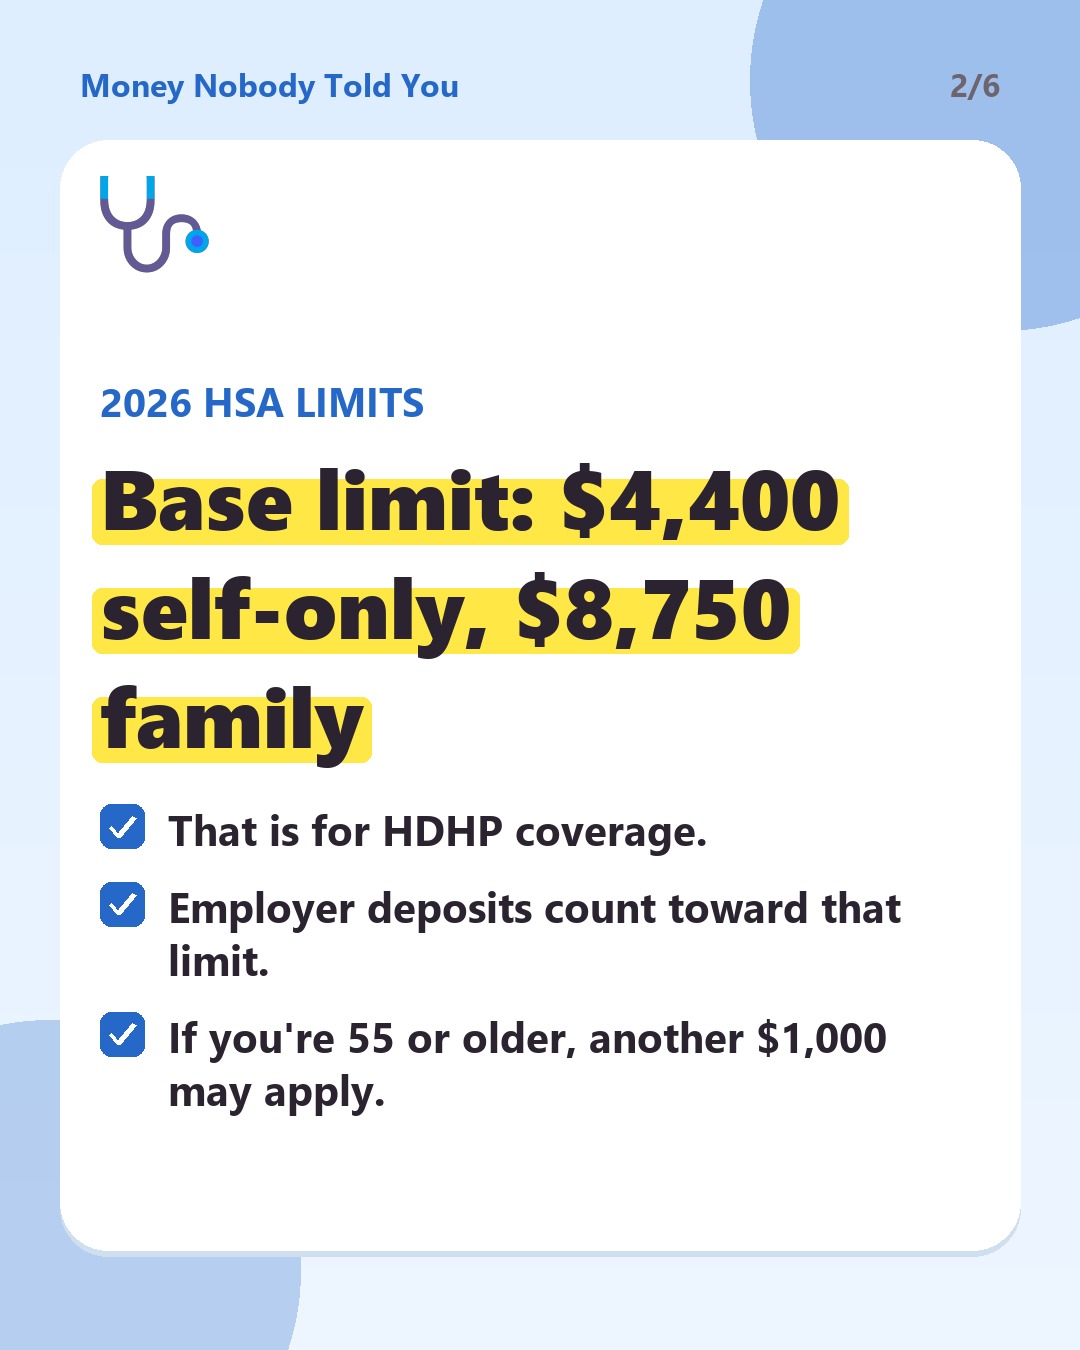 Money Nobody Told You
2/6
2026 HSA LIMITS
Base limit: $4,400
self-only, $8,750
family
That is for HDHP coverage.
Employer deposits count toward that
limit.
If you're 55 or older, another $1,000
may apply.